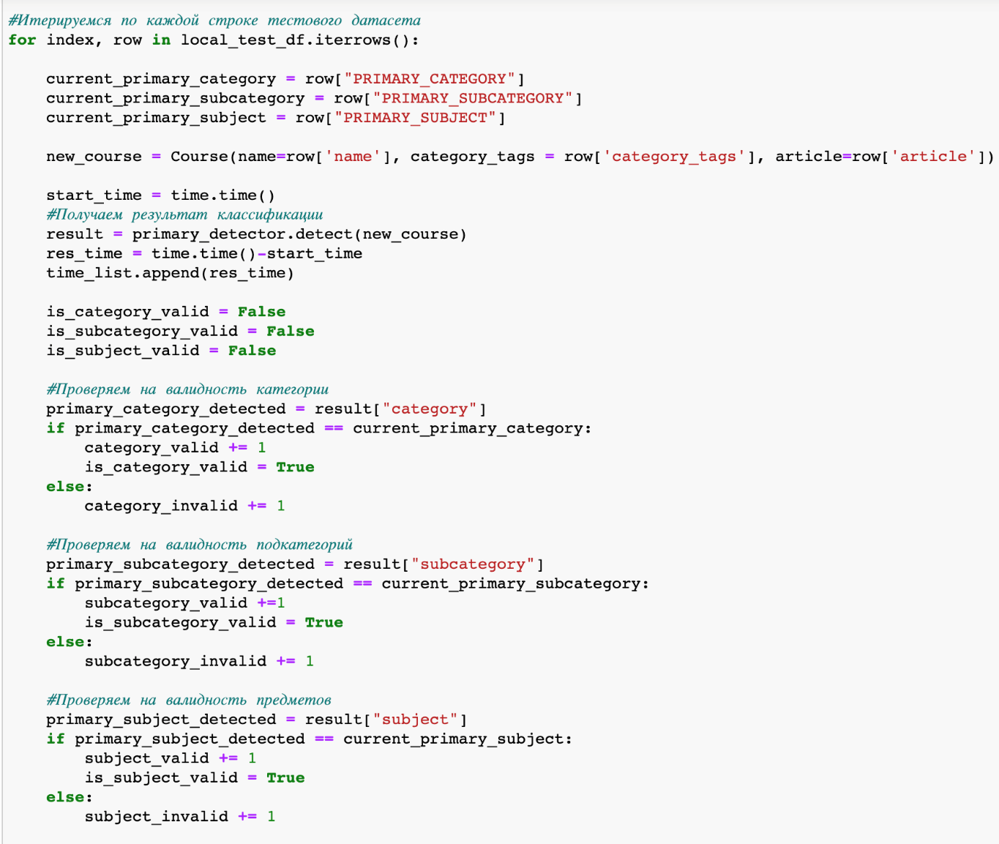 #Итерируемся по каждой строке тестового датасета
for index, row in local_test_df.iterrows():
current_primary_category = row["PRIMARY_CATEGORY"]
current_primary_subcategory = row["PRIMARY_SUBCATEGORY"]
current_primary_subject = row["PRIMARY_SUBJECT"]
new_course = Course(name=row['name'], category_tags = row['category_tags'], article=row['article'])
start_time = time.time()
#Получаем результат классификации
result = primary_detector.detect(new_course)
res_time = time.time()-start_time
time_list.append(res_time)
is_category_valid = False
is_subcategory_valid = False
is_subject_valid = False
#Проверяем на валидность категории
primary_category_detected = result["category"]
if primary_category_detected == current_primary_category:
category_valid += 1
is_category_valid = True
else:
category_invalid += 1
#Проверяем на валидность подкатегорий
primary_subcategory_detected = result["subcategory"]
if primary_subcategory_detected == current_primary_subcategory:
subcategory_valid +=1
is_subcategory_valid = True
else:
subcategory_invalid += 1
#Проверяем на валидность предметов
primary_subject_detected = result["subject"]
if primary_subject_detected == current_primary_subject:
subject_valid += 1
is_subject_valid = True
else:
subject_invalid += 1